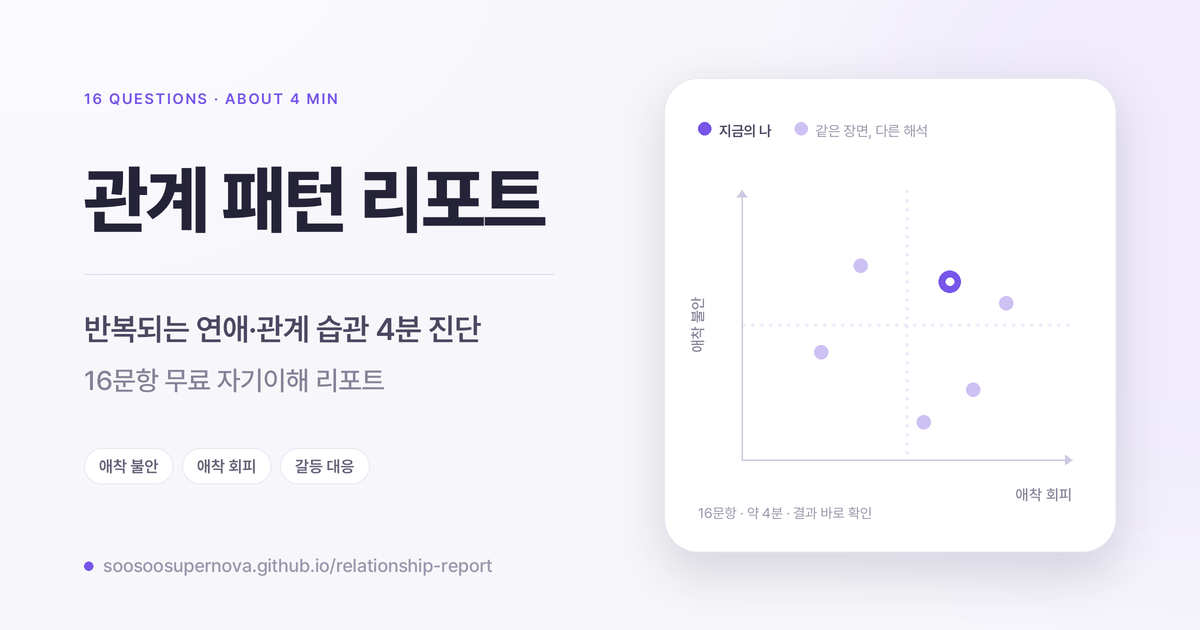 16 QUESTIONS · ABOUT 4 MIN
관계 패턴 리포트
반복되는 연애·관계 습관 4분 진단
16문항 무료 자기이해 리포트
애착 불안
애착 회피
갈등 대응
soosoosupernova.github.io/relationship-report
지금의 나
같은 장면, 다른 해석
애착 불안
애착 회피
16문항 · 약 4분 · 결과 바로 확인